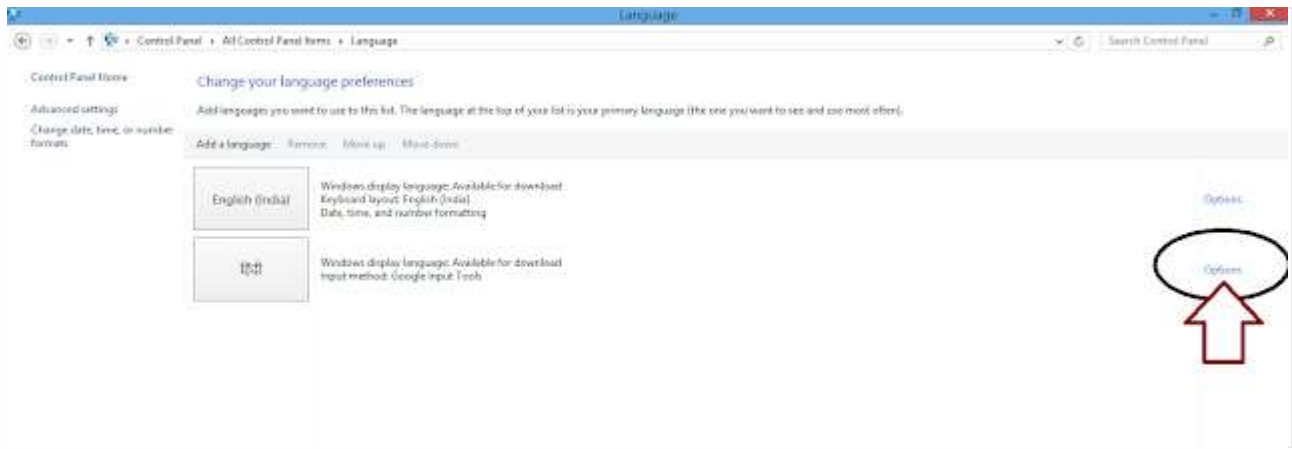 Language
Control Panel ▸ All Control Panel Items ▸ Language
Search Control Panel
Control Panel Home
Advanced settings
Change date, time, or number
formats
Change your language preferences
Add languages you want to use to this list. The language at the top of your list is your primary language (the one you want to see and use most often).
Add a language Remove Move up Move down
English (India)
Windows display language: Available for download
Keyboard layout: English (India)
Date, time, and number formatting
Options
हिंदी
Windows display language: Available for download
Input method: Google Input Tools
Options